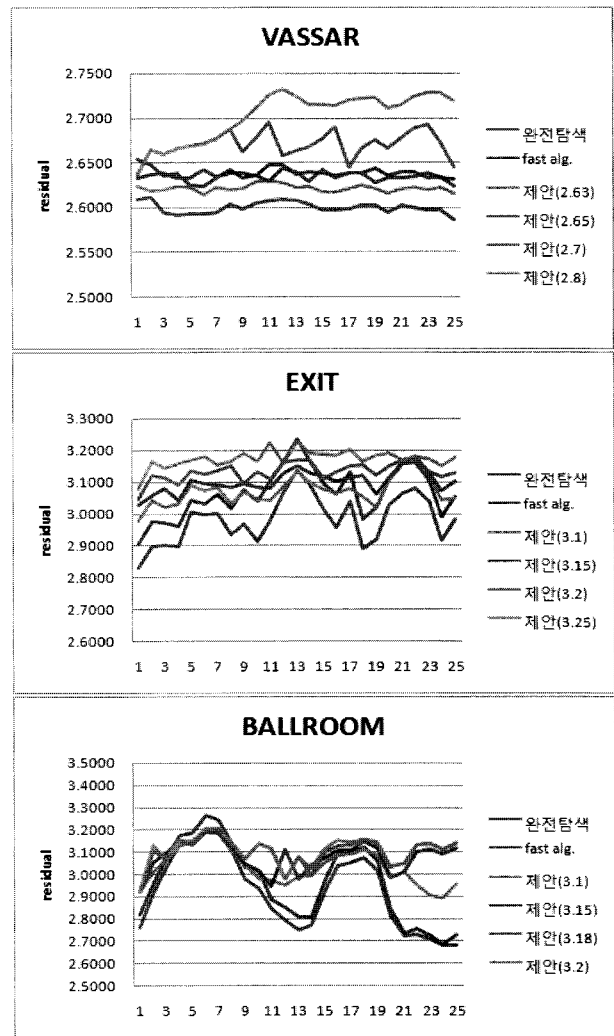 VASSAR
2.7500
2.7000
2.6500
2.6000
2.5500
2.5000
residual
1 3 5 7 9 11 13 15 17 19 21 23 25
완전탐색
fast alg.
제안(2.63)
제안(2.65)
제안(2.7)
제안(2.8)
EXIT
3.3000
3.2000
3.1000
3.0000
2.9000
2.8000
2.7000
2.6000
residual
1 3 5 7 9 11 13 15 17 19 21 23 25
완전탐색
fast alg.
제안(3.1)
제안(3.15)
제안(3.2)
제안(3.25)
BALLROOM
3.5000
3.4000
3.3000
3.2000
3.1000
3.0000
2.9000
2.8000
2.7000
2.6000
2.5000
residual
1 3 5 7 9 11 13 15 17 19 21 23 25
완전탐색
fast alg.
제안(3.1)
제안(3.15)
제안(3.18)
제안(3.2)